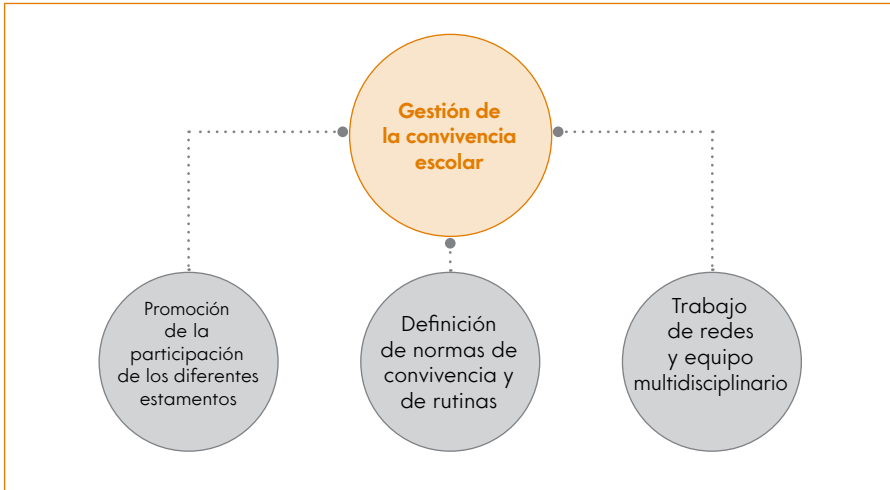 Gestión de
la convivencia
escolar
Promoción
de la
participación
de los diferentes
estamentos
Definición
de normas de
convivencia y
de rutinas
Trabajo
de redes
y equipo
multidisciplinario